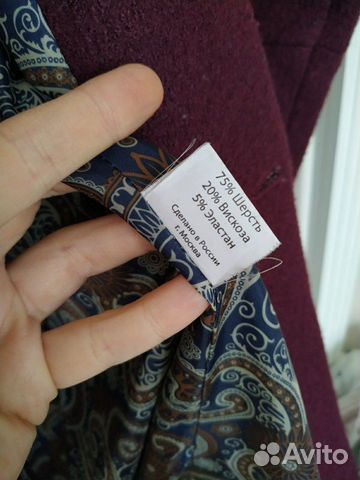 75% Шерсть
20% Вискоза
5% Эластан
Сделано в России
г. Москва
Avito